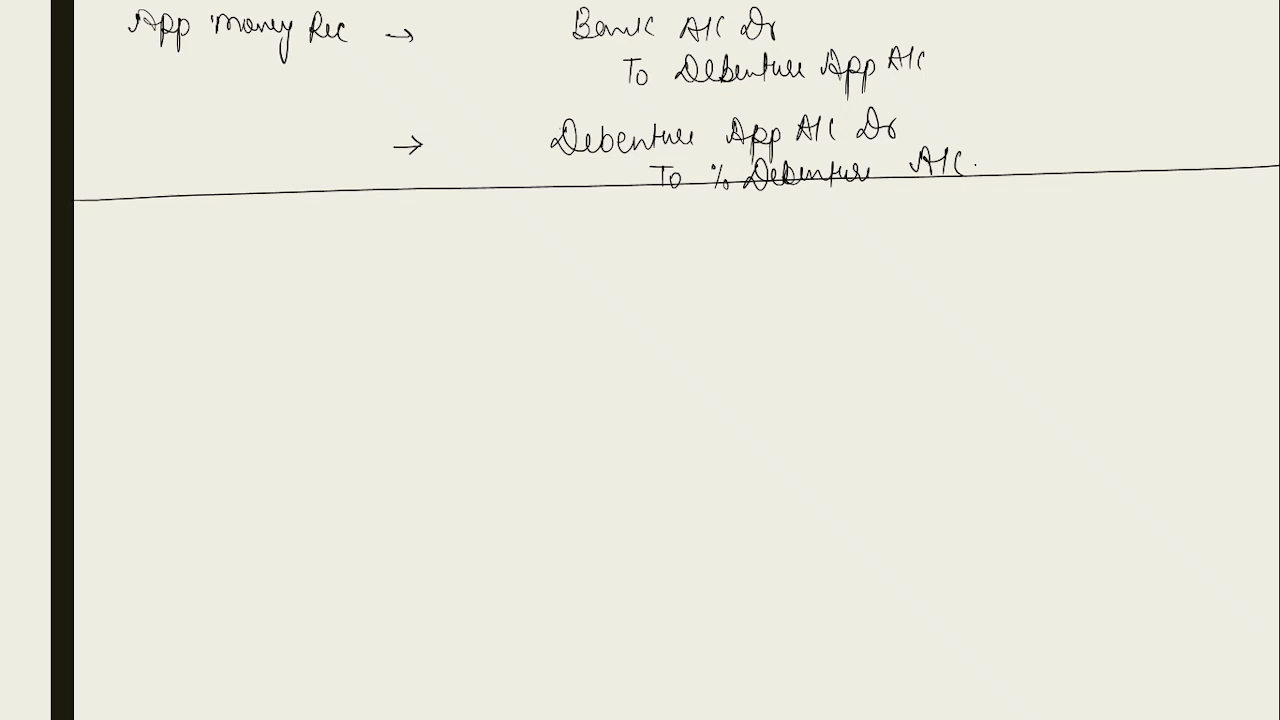 App money Rec → Bank A/C Dr
To Debenture App A/C
→ Debenture App A/C Dr
To % Debenture A/C.